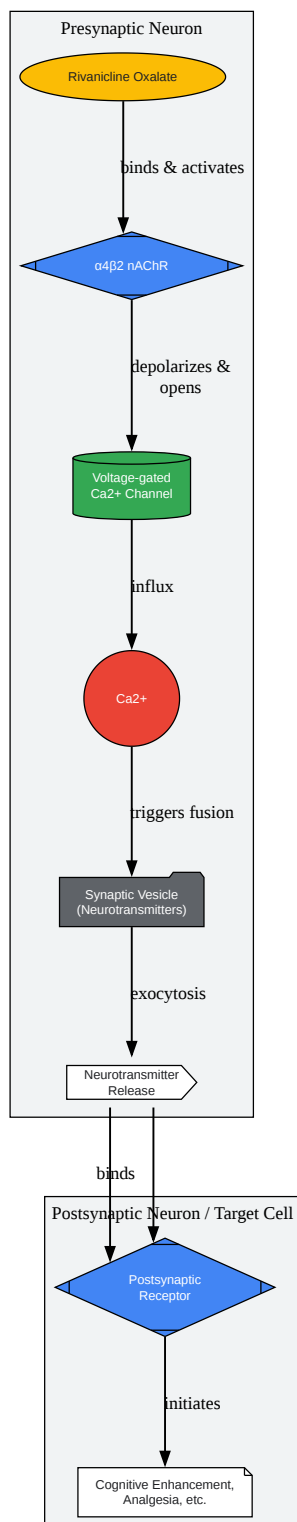 Presynaptic Neuron
Rivanicline Oxalate
binds & activates
α4β2 nAChR
depolarizes &
opens
Voltage-gated
Ca2+ Channel
influx
Ca2+
triggers fusion
Synaptic Vesicle
(Neurotransmitters)
exocytosis
Neurotransmitter
Release
binds
Postsynaptic Neuron / Target Cell
Postsynaptic
Receptor
initiates
Cognitive Enhancement,
Analgesia, etc.